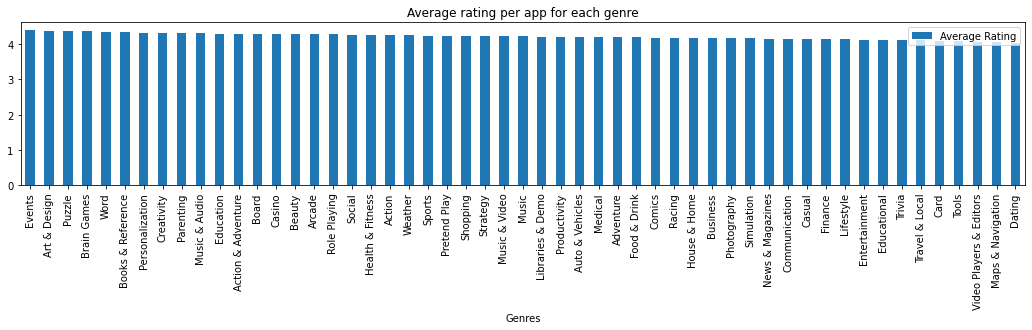 Average rating per app for each genre
Average Rating
4
3
2
1
0
Events
Art & Design
Puzzle
Brain Games
Word
Books & Reference
Personalization
Creativity
Parenting
Music & Audio
Education
Action & Adventure
Board
Casino
Beauty
Arcade
Role Playing
Social
Health & Fitness
Action
Weather
Sports
Pretend Play
Shopping
Strategy
Music & Video
Music
Libraries & Demo
Productivity
Auto & Vehicles
Medical
Adventure
Food & Drink
Comics
Racing
House & Home
Business
Photography
Simulation
News & Magazines
Communication
Casual
Finance
Lifestyle
Entertainment
Educational
Trivia
Travel & Local
Card
Tools
Video Players & Editors
Maps & Navigation
Dating
Genres